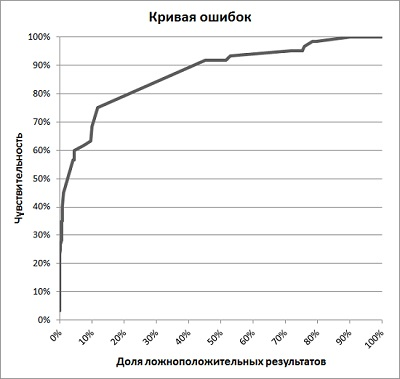 Кривая ошибок
100%
90%
80%
70%
60%
50%
40%
30%
20%
10%
0%
Чувствительность
0% 10% 20% 30% 40% 50% 60% 70% 80% 90% 100%
Доля ложноположительных результатов